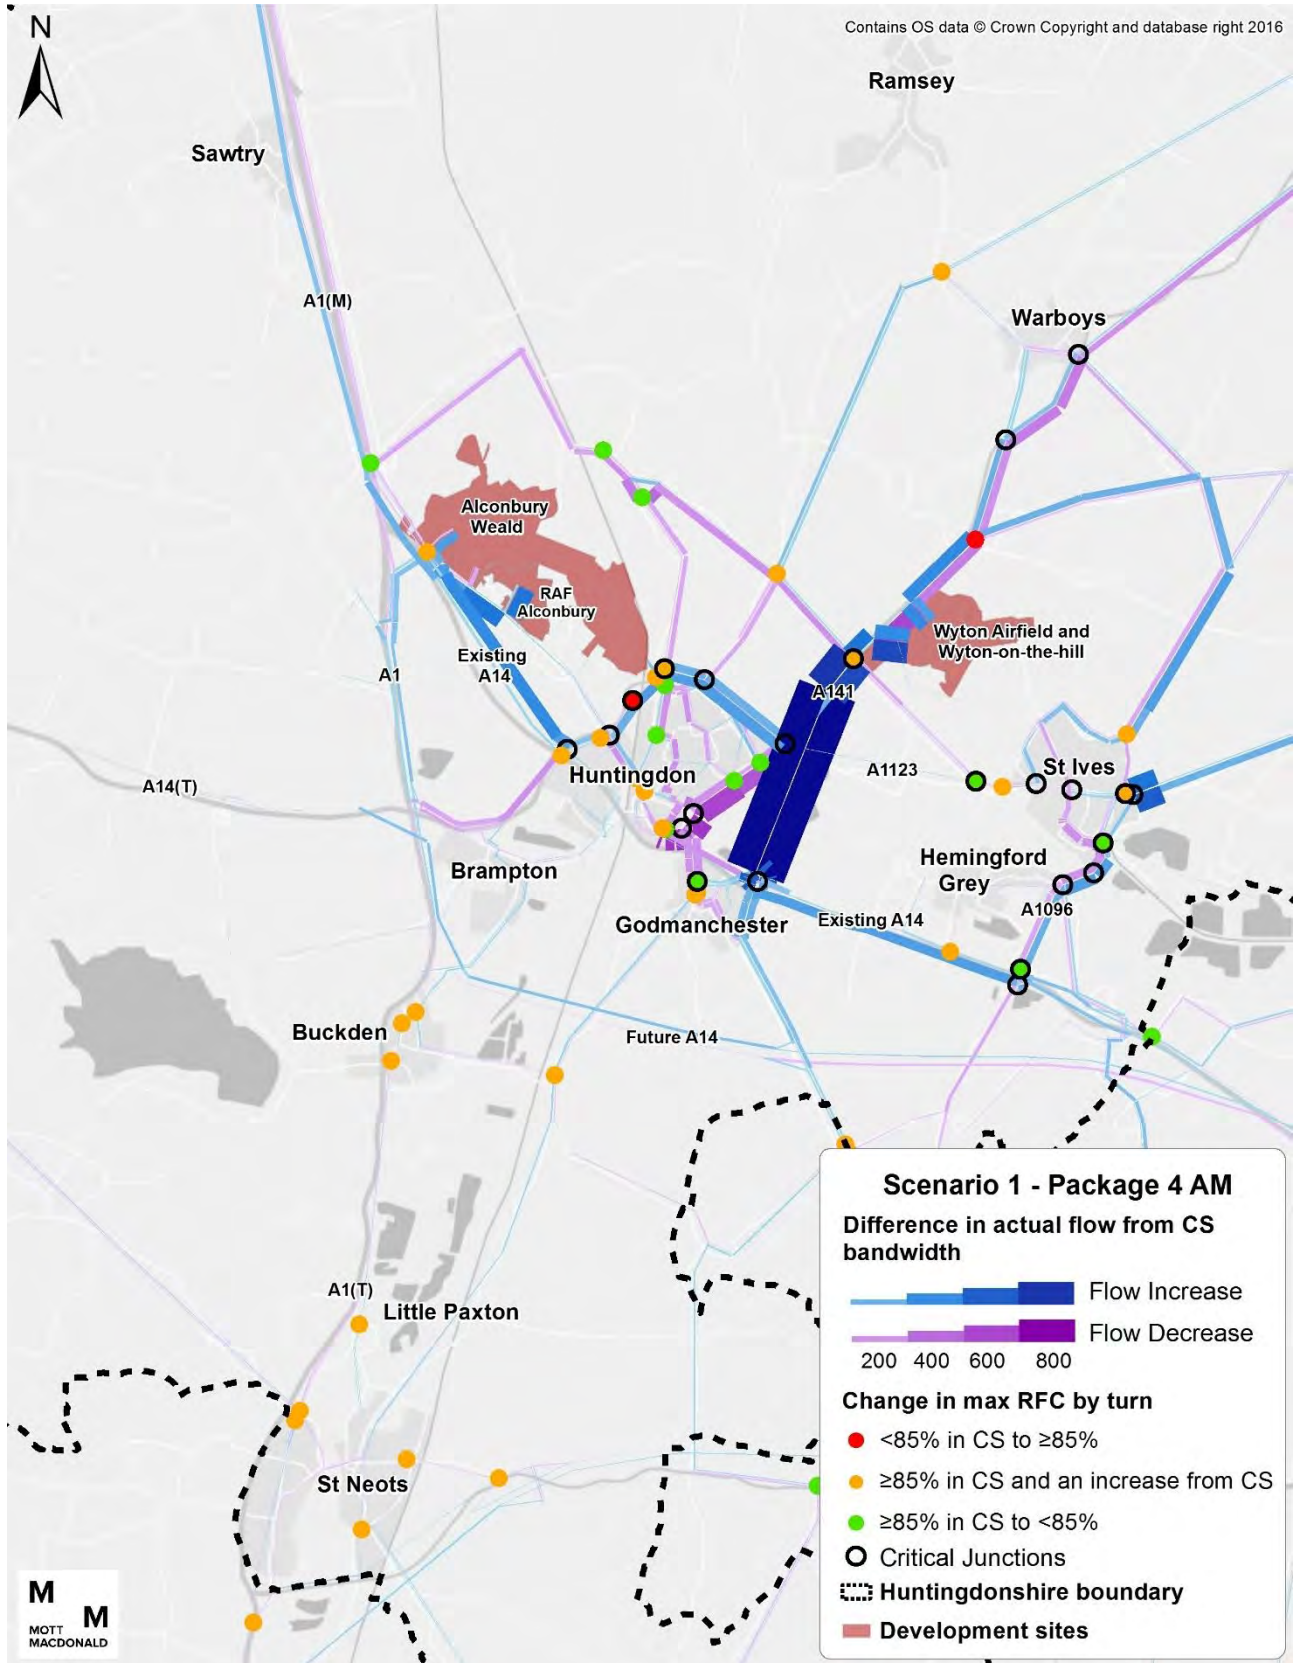 Contains OS data © Crown Copyright and database right 2016
N
Ramsey
Sawtry
A1(M)
Warboys
Alconbury
Weald
RAF
Alconbury
Wyton Airfield and
Wyton-on-the-hill
Existing
A14
A1
A141
A14(T)
Huntingdon
A1123
St Ives
Brampton
Hemingford
Grey
A1096
Godmanchester
Existing A14
Buckden
Future A14
A1(T)
Little Paxton
St Neots
Scenario 1 - Package 4 AM
Difference in actual flow from CS
bandwidth
Flow Increase
Flow Decrease
200 400 600 800
Change in max RFC by turn
<85% in CS to ≥85%
≥85% in CS and an increase from CS
≥85% in CS to <85%
Critical Junctions
Huntingdonshire boundary
Development sites
M
M
MOTT
MACDONALD